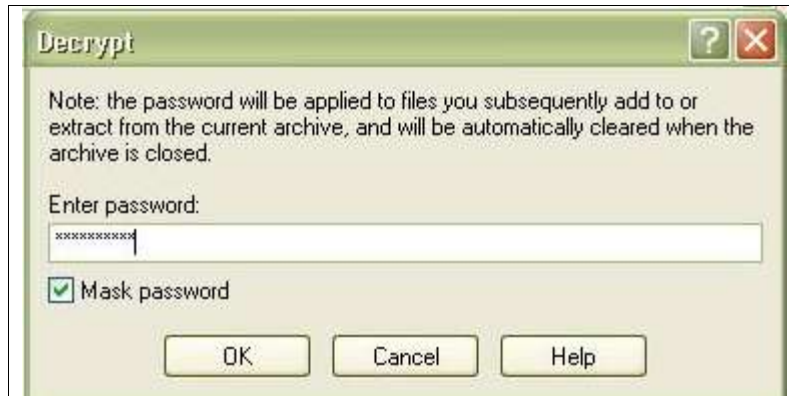 Decrypt
Note: the password will be applied to files you subsequently add to or
extract from the current archive, and will be automatically cleared when the
archive is closed.
Enter password:
**********
Mask password
OK Cancel Help